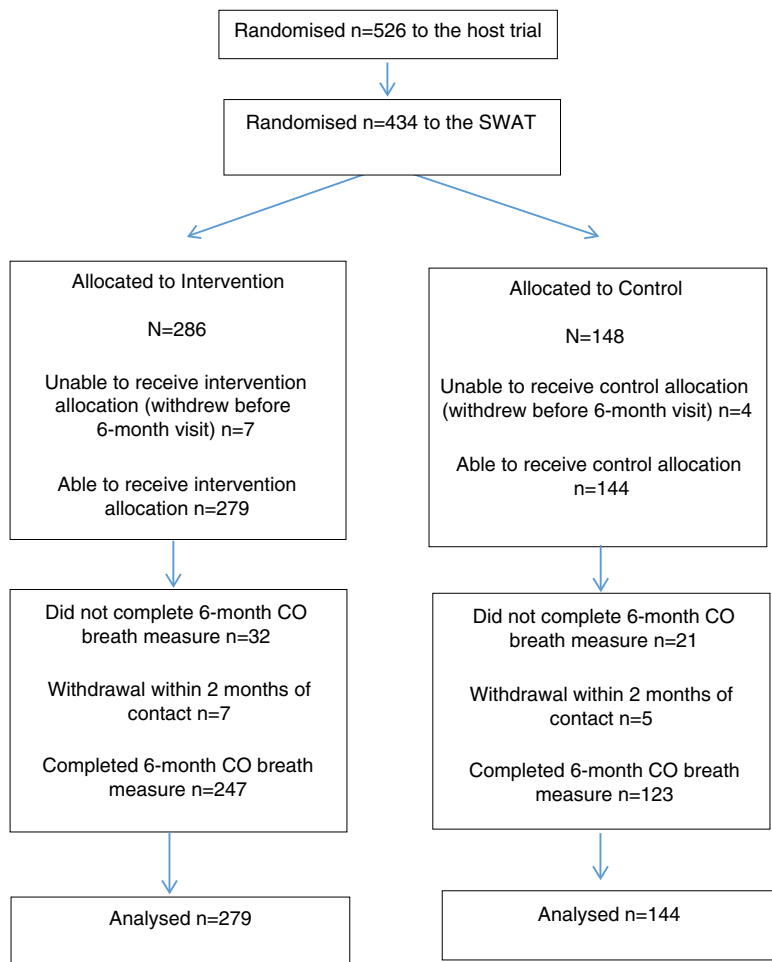 Randomised n=526 to the host trial
Randomised n=434 to the SWAT
Allocated to Intervention
N=286
Unable to receive intervention
allocation (withdrew before
6-month visit) n=7
Able to receive intervention
allocation n=279
Allocated to Control
N=148
Unable to receive control allocation
(withdrew before 6-month visit) n=4
Able to receive control allocation
n=144
Did not complete 6-month CO
breath measure n=32
Withdrawal within 2 months of
contact n=7
Completed 6-month CO breath
measure n=247
Did not complete 6-month CO
breath measure n=21
Withdrawal within 2 months of
contact n=5
Completed 6-month CO breath
measure n=123
Analysed n=279
Analysed n=144